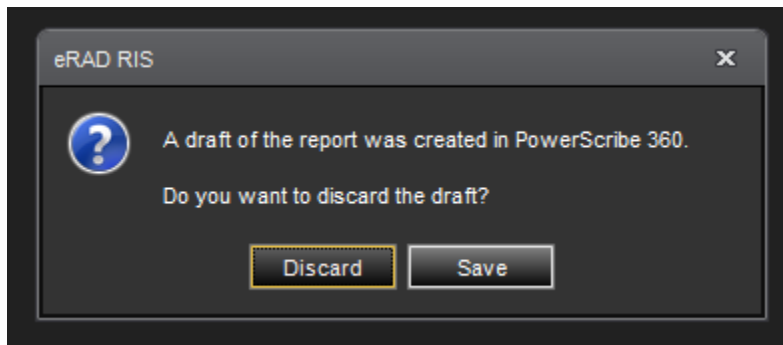 eRAD RIS
A draft of the report was created in PowerScribe 360.
Do you want to discard the draft?
Discard
Save